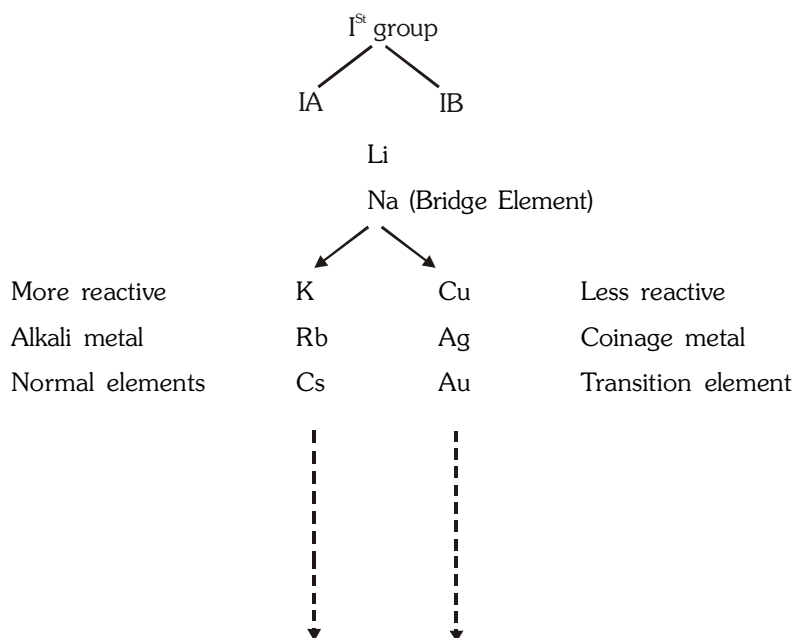 Iˢᵗ group
IA IB
Li
Na (Bridge Element)
More reactive K Cu Less reactive
Alkali metal Rb Ag Coinage metal
Normal elements Cs Au Transition element